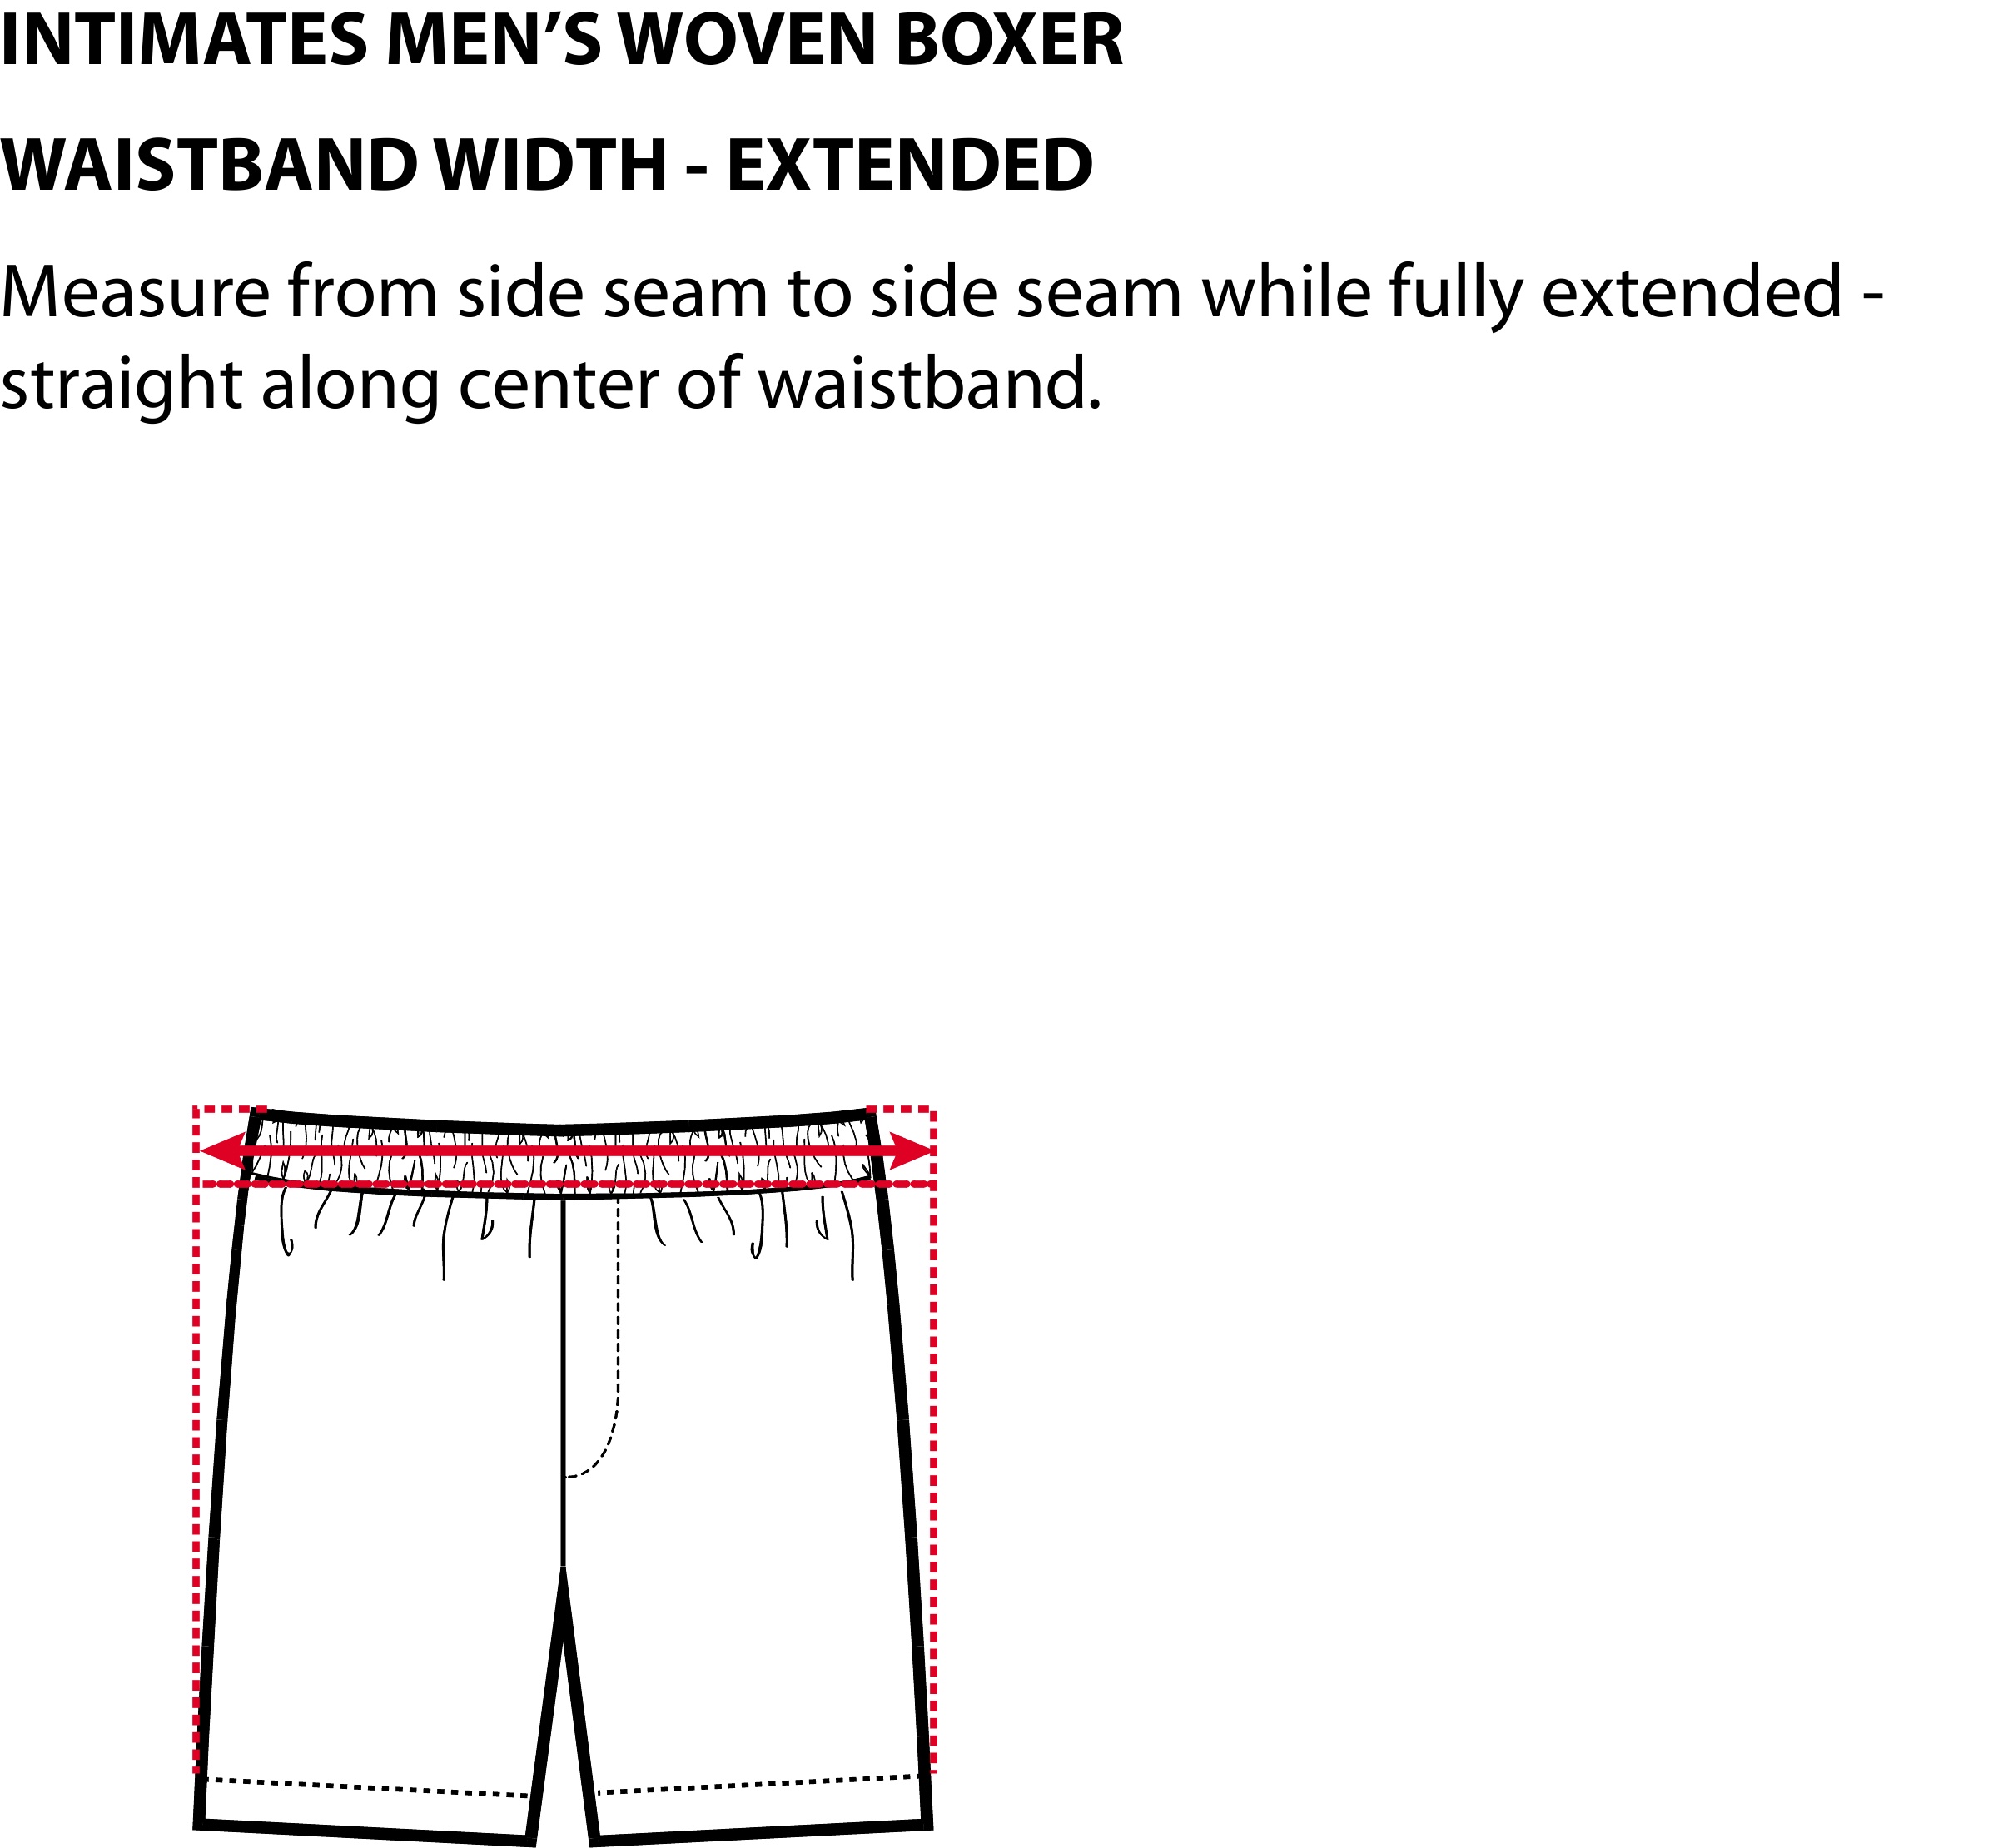 INTIMATES MEN‘S WOVEN BOXER
WAISTBAND WIDTH - EXTENDED
Measure from side seam to side seam while fully extended -
straight along center of waistband.